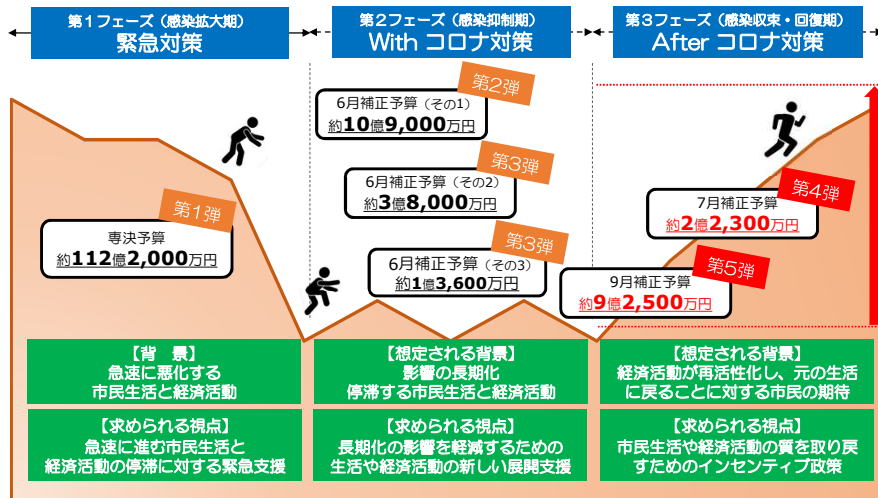 第1フェーズ（感染拡大期）
緊急対策
第2フェーズ（感染抑制期）
With コロナ対策
第3フェーズ（感染収束・回復期）
After コロナ対策
第1弾
専決予算
約112億2,000万円
第2弾
6月補正予算（その1）
約10億9,000万円
第3弾
6月補正予算（その2）
約3億8,000万円
第3弾
6月補正予算（その3）
約1億3,600万円
第4弾
7月補正予算
約2億2,300万円
第5弾
9月補正予算
約9億2,500万円
【背　景】
急速に悪化する
市民生活と経済活動
【求められる視点】
急速に進む市民生活と
経済活動の停滞に対する緊急支援
【想定される背景】
影響の長期化
停滞する市民生活と経済活動
【求められる視点】
長期化の影響を軽減するための
生活や経済活動の新しい展開支援
【想定される背景】
経済活動が再活性化し、元の生活
に戻ることに対する市民の期待
【求められる視点】
市民生活や経済活動の質を取り戻
すためのインセンティブ政策